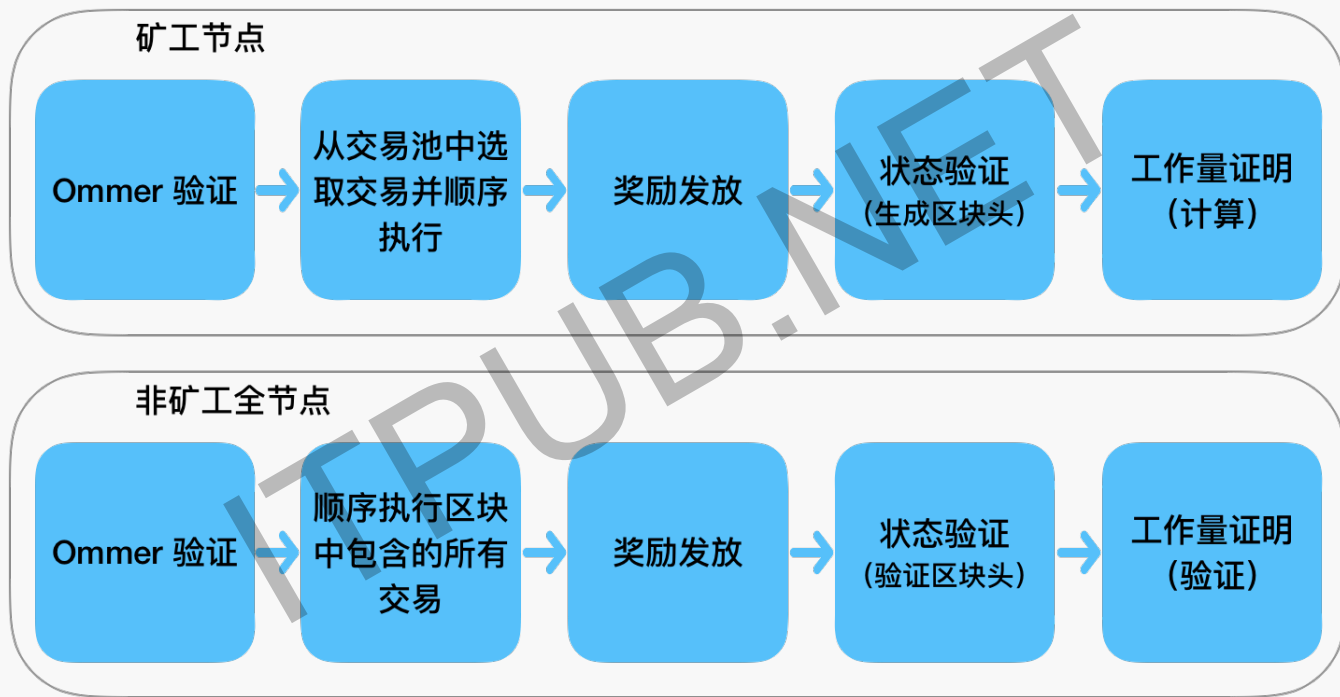 矿工节点
Ommer 验证
从交易池中选
取交易并顺序
执行
奖励发放
状态验证
（生成区块头）
工作量证明
（计算）
非矿工全节点
Ommer 验证
顺序执行区块
中包含的所有
交易
奖励发放
状态验证
（验证区块头）
工作量证明
（验证）
ITPUB.NET